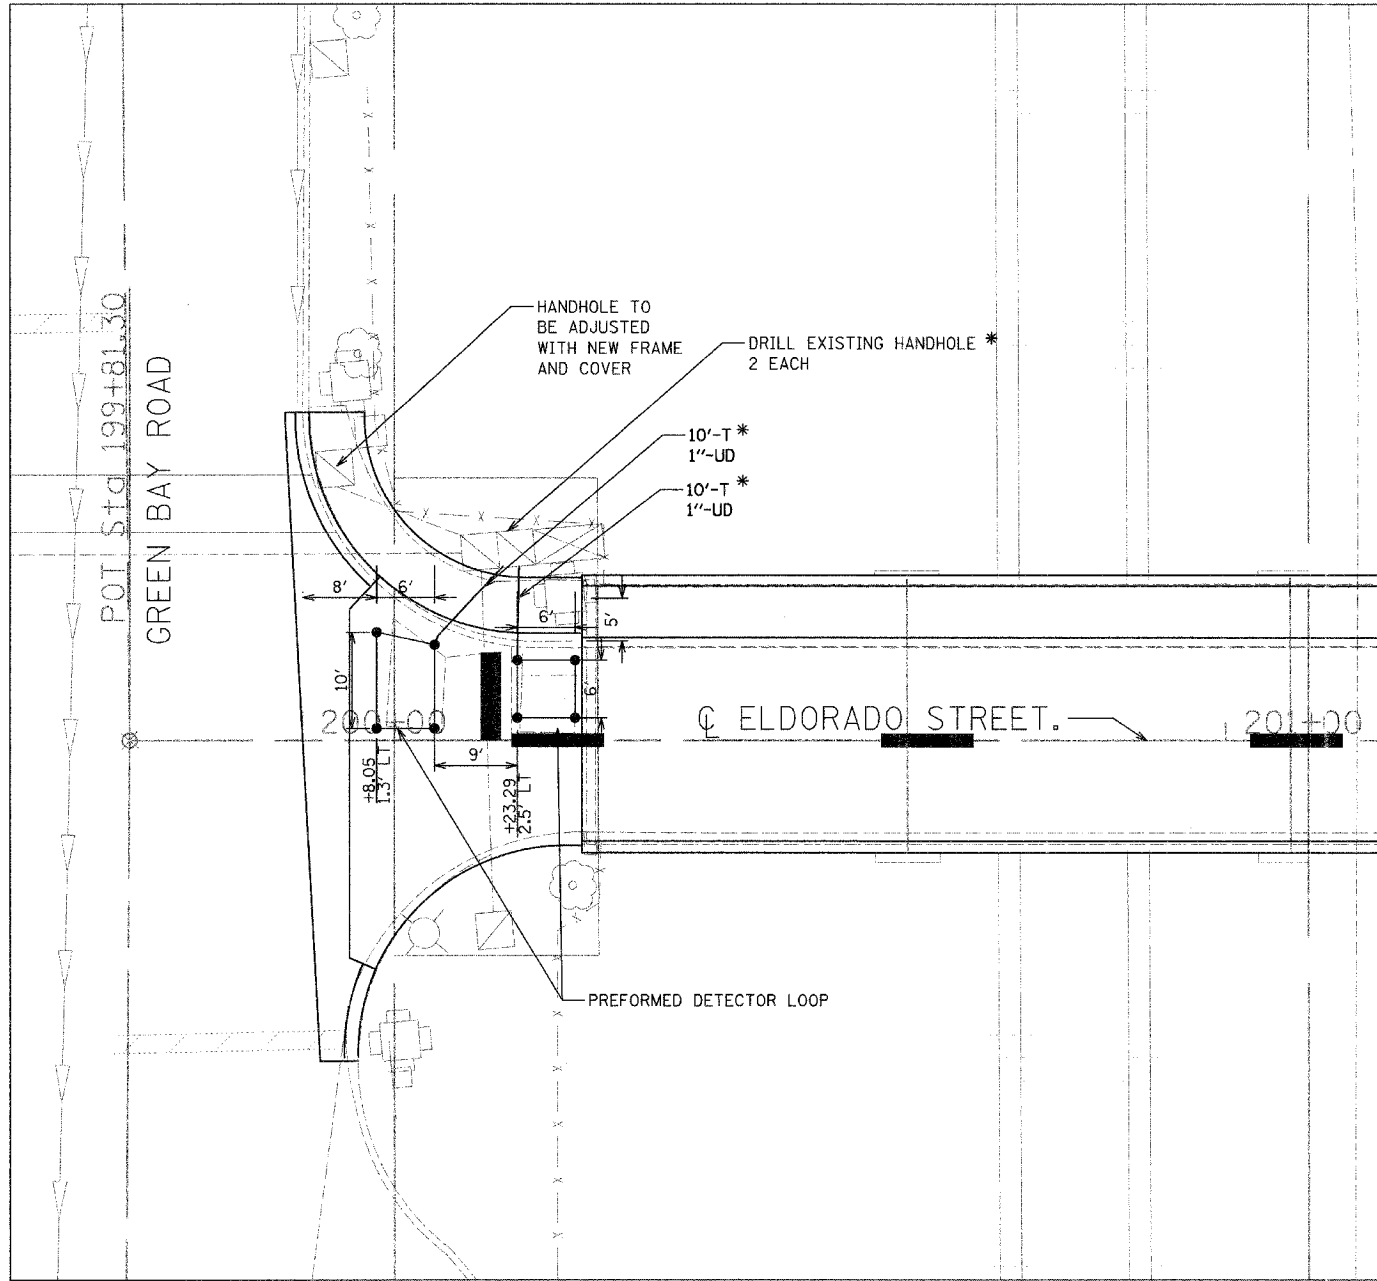 HANDHOLE TO
BE ADJUSTED
WITH NEW FRAME
AND COVER
DRILL EXISTING HANDHOLE *
2 EACH
10'-T *
1"-UD
10'-T *
1"-UD
POT Sta 199+81.30
GREEN BAY ROAD
8'
6'
6'
5'
10'
6'
200+00
9'
℄ ELDORADO STREET.
201+00
+8.05
1.3' LT
+23.29
2.5' LT
PREFORMED DETECTOR LOOP